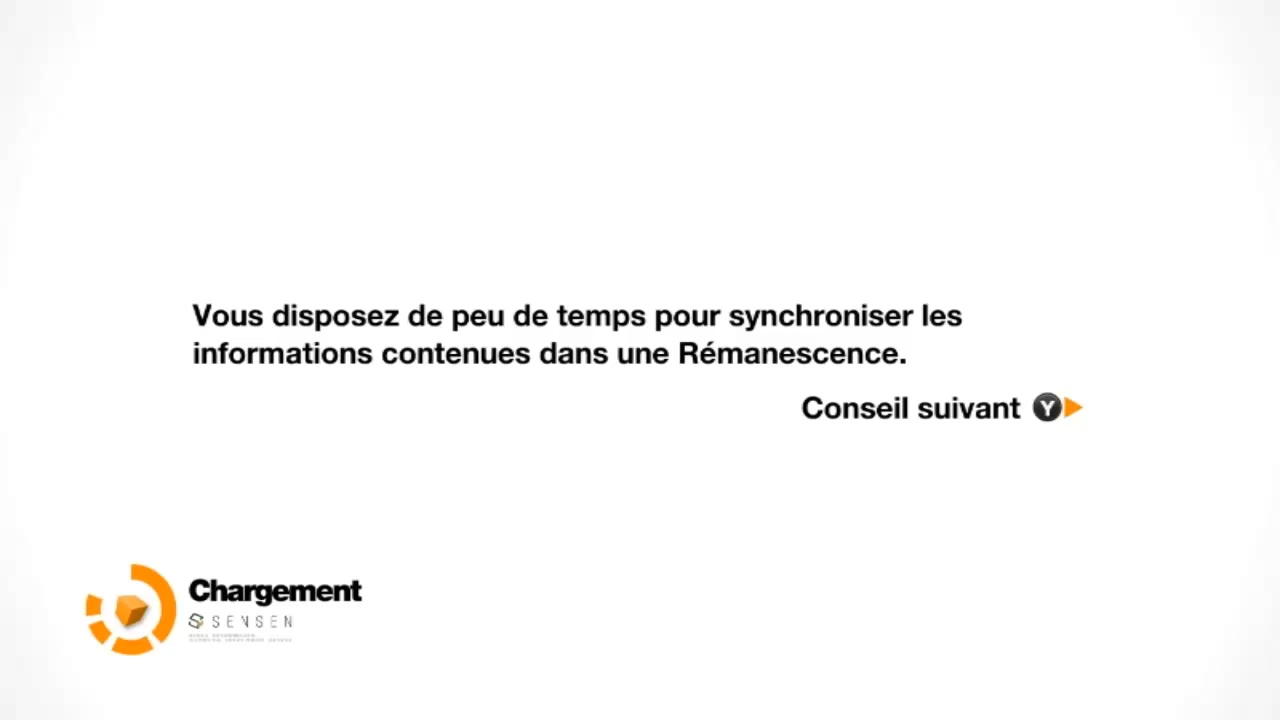 Vous disposez de peu de temps pour synchroniser les
informations contenues dans une Rémanescence.
Conseil suivant Y
Chargement
SENSEN